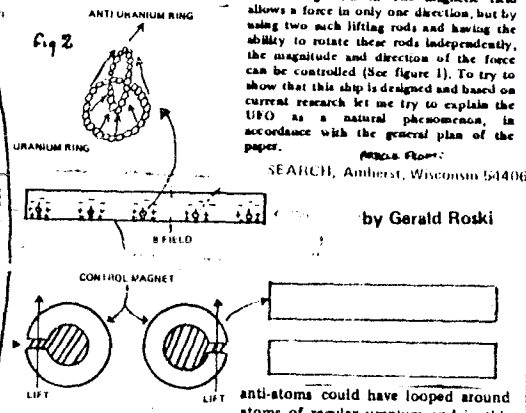 allows a force in only one direction, but by
using two such lifting rods and having the
ability to rotate these rods independently,
the magnitude and direction of the force
can be controlled (See figure 1). To try to
show that this ship is designed and based on
current research let me try to explain the
UFO as a natural phenomenon, in
accordance with the general plan of the
paper.
ARTICLE FROM:
SEARCH, Amherst, Wisconsin 54406
by Gerald Roski
Fig 2
ANTI URANIUM RING
URANIUM RING
B FIELD
CONTROL MAGNET
LIFT
LIFT
anti-atoms could have looped around
atoms of regular